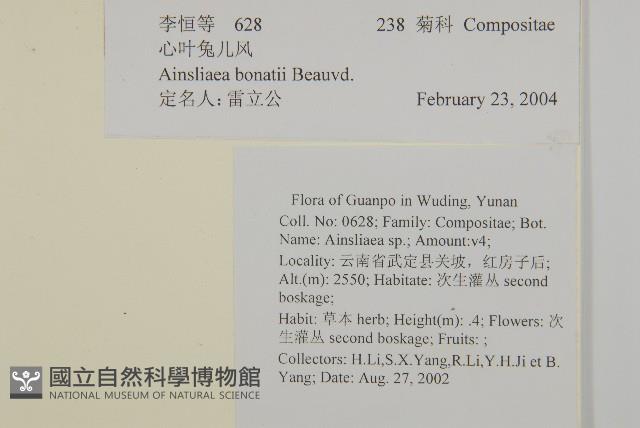 李恒等 628 238 菊科 Compositae
心叶兔儿风
Ainsliaea bonatii Beauvd.
定名人: 雷立公 February 23, 2004
Flora of Guanpo in Wuding, Yunan
Coll. No: 0628; Family: Compositae; Bot.
Name: Ainsliaea sp.; Amount:v4;
Locality: 云南省武定县关坡，红房子后;
Alt.(m): 2550; Habitate: 次生灌丛 second
boskage;
Habit: 草本 herb; Height(m): .4; Flowers: 次
生灌丛 second boskage; Fruits: ;
Collectors: H.Li,S.X.Yang,R.Li,Y.H.Ji et B.
Yang; Date: Aug. 27, 2002
國立自然科學博物館
NATIONAL MUSEUM OF NATURAL SCIENCE